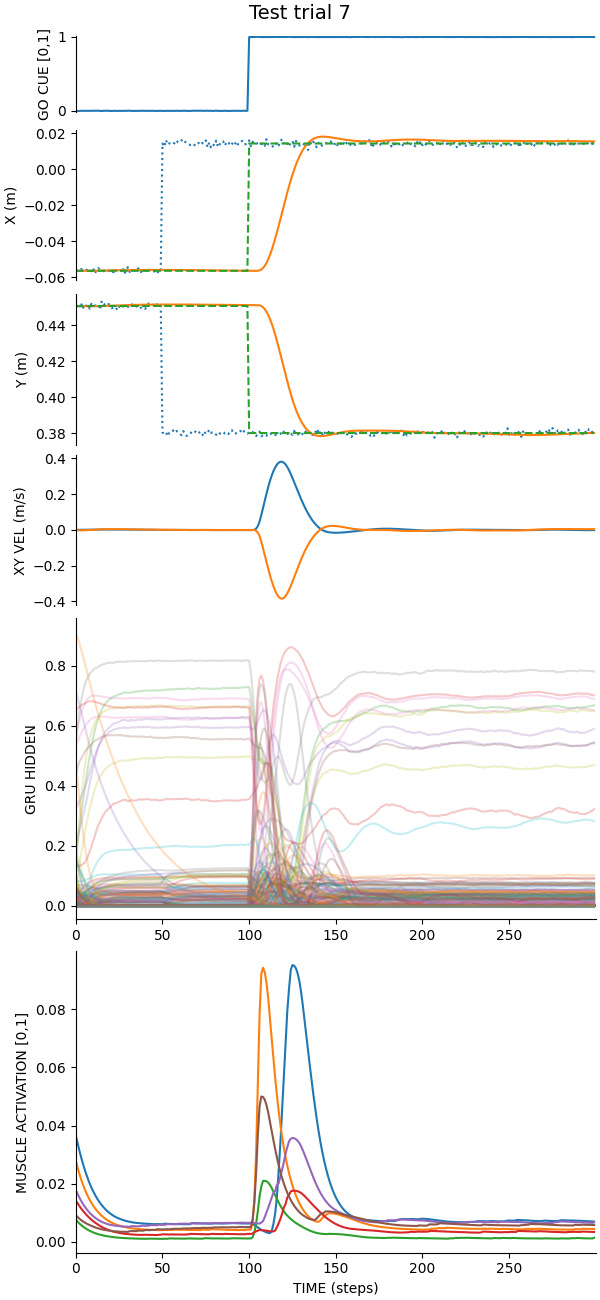 Test trial 7
GO CUE [0,1]
1
0
X (m)
0.02
0.00
−0.02
−0.04
−0.06
Y (m)
0.44
0.42
0.40
0.38
XY VEL (m/s)
0.4
0.2
0.0
−0.2
−0.4
GRU HIDDEN
0.8
0.6
0.4
0.2
0.0
0 50 100 150 200 250
MUSCLE ACTIVATION [0,1]
0.08
0.06
0.04
0.02
0.00
0 50 100 150 200 250
TIME (steps)